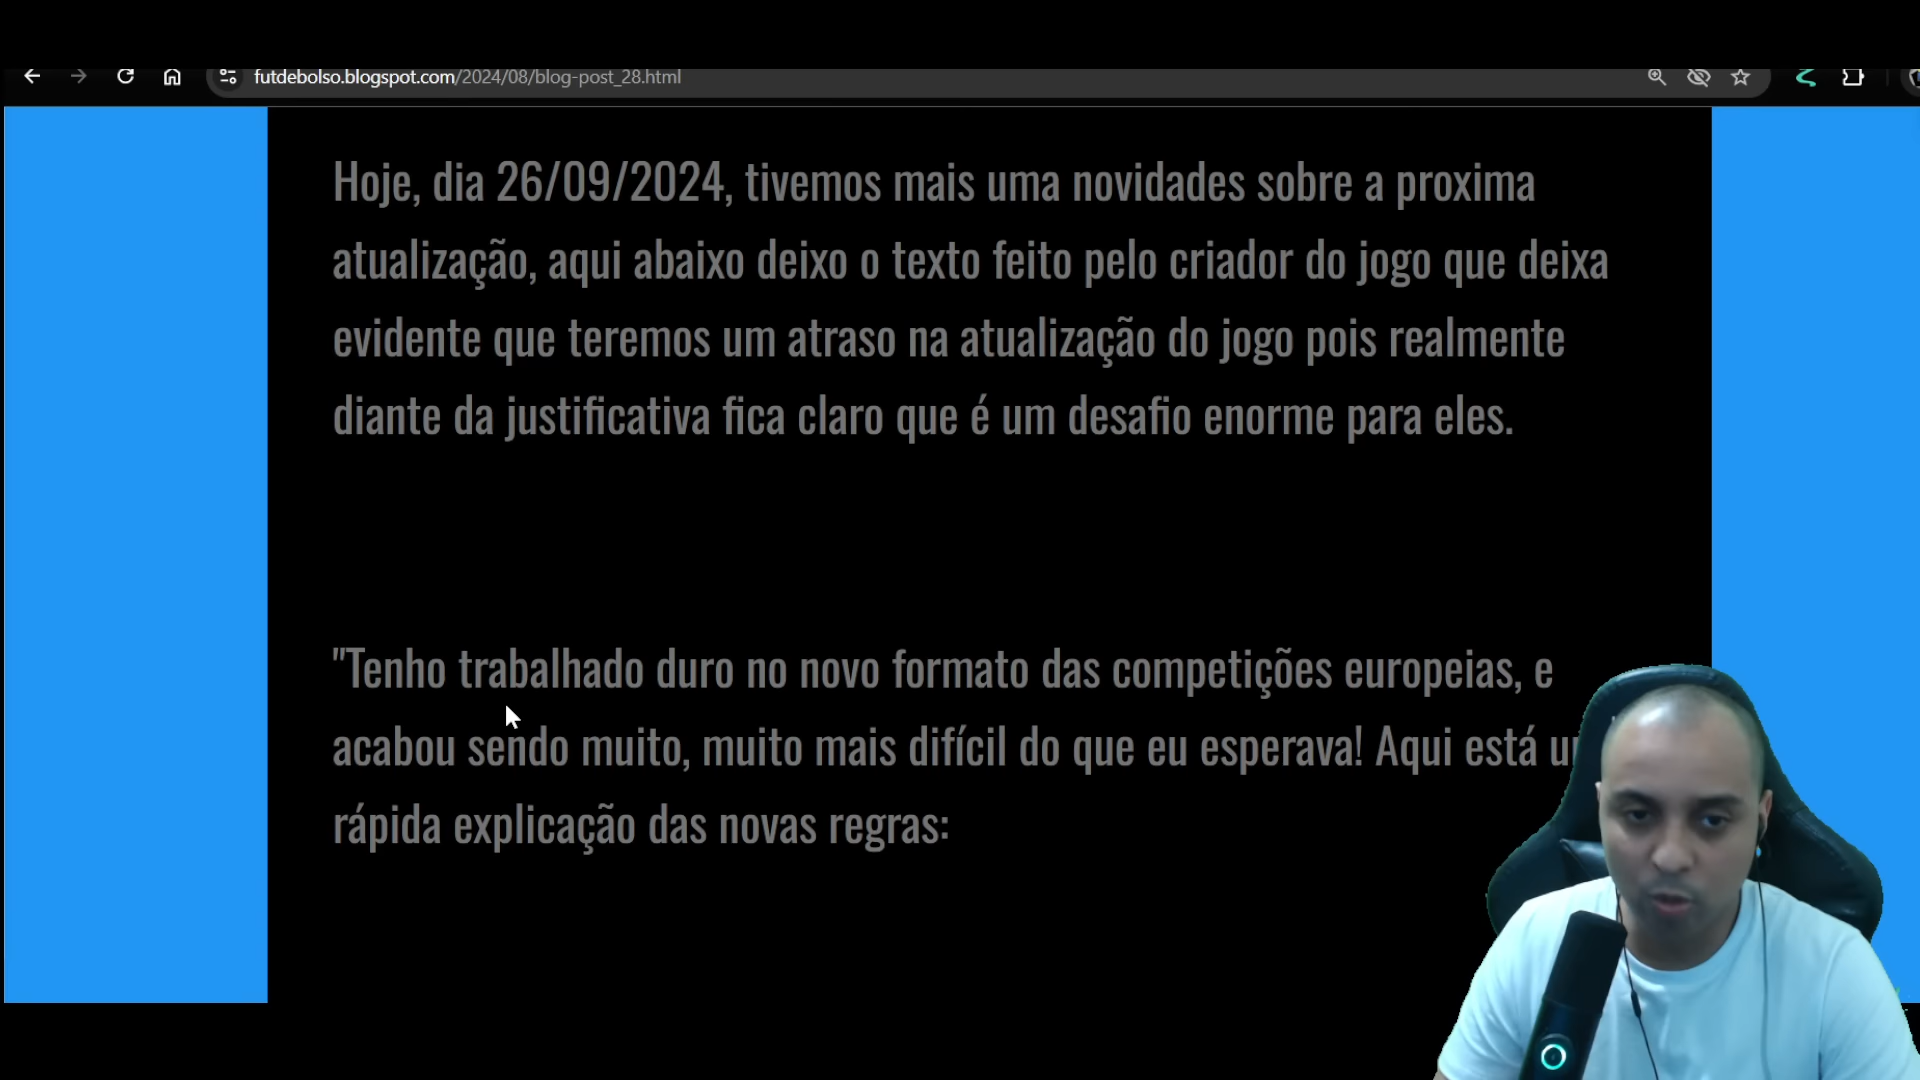 futdebolso.blogspot.com/2024/08/blog-post_28.html
Hoje, dia 26/09/2024, tivemos mais uma novidades sobre a proxima
atualização, aqui abaixo deixo o texto feito pelo criador do jogo que deixa
evidente que teremos um atraso na atualização do jogo pois realmente
diante da justificativa fica claro que é um desafio enorme para eles.
"Tenho trabalhado duro no novo formato das competições europeias, e
acabou sendo muito, muito mais difícil do que eu esperava! Aqui está
rápida explicação das novas regras: